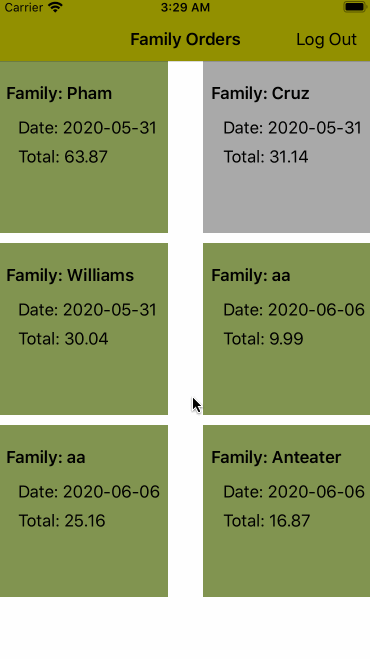 Carrier 3:29 AM
Family Orders Log Out
Family: Pham
Date: 2020-05-31
Total: 63.87
Family: Cruz
Date: 2020-05-31
Total: 31.14
Family: Williams
Date: 2020-05-31
Total: 30.04
Family: aa
Date: 2020-06-06
Total: 9.99
Family: aa
Date: 2020-06-06
Total: 25.16
Family: Anteater
Date: 2020-06-06
Total: 16.87